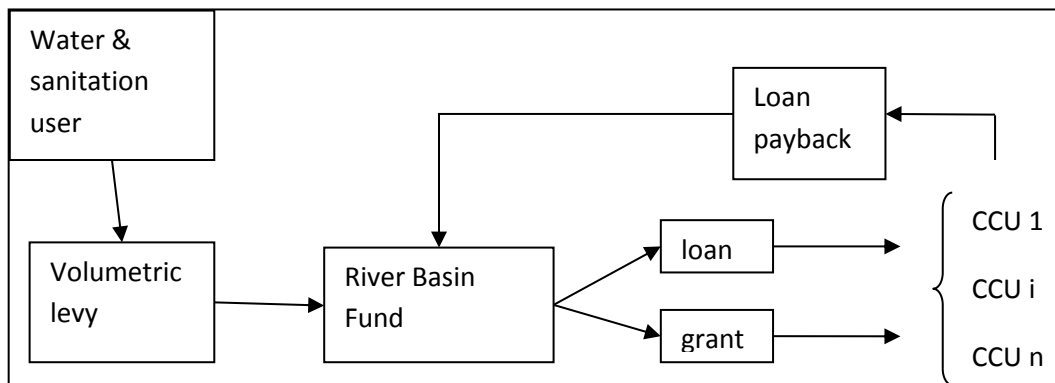 Water &
sanitation
user
Loan
payback
Volumetric
levy
River Basin
Fund
loan
grant
CCU 1
CCU i
CCU n